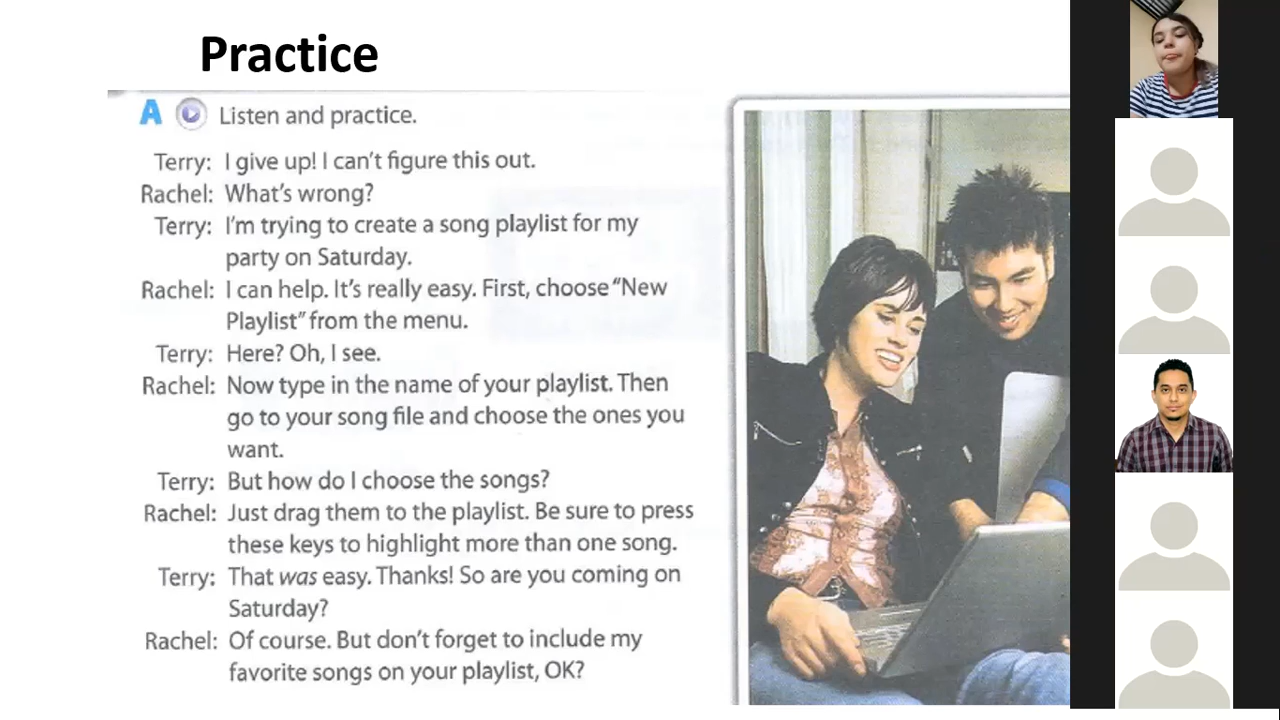 Practice
A Listen and practice.
Terry: I give up! I can't figure this out.
Rachel: What's wrong?
Terry: I'm trying to create a song playlist for my
party on Saturday.
Rachel: I can help. It's really easy. First, choose "New
Playlist" from the menu.
Terry: Here? Oh, I see.
Rachel: Now type in the name of your playlist. Then
go to your song file and choose the ones you
want.
Terry: But how do I choose the songs?
Rachel: Just drag them to the playlist. Be sure to press
these keys to highlight more than one song.
Terry: That was easy. Thanks! So are you coming on
Saturday?
Rachel: Of course. But don't forget to include my
favorite songs on your playlist, OK?